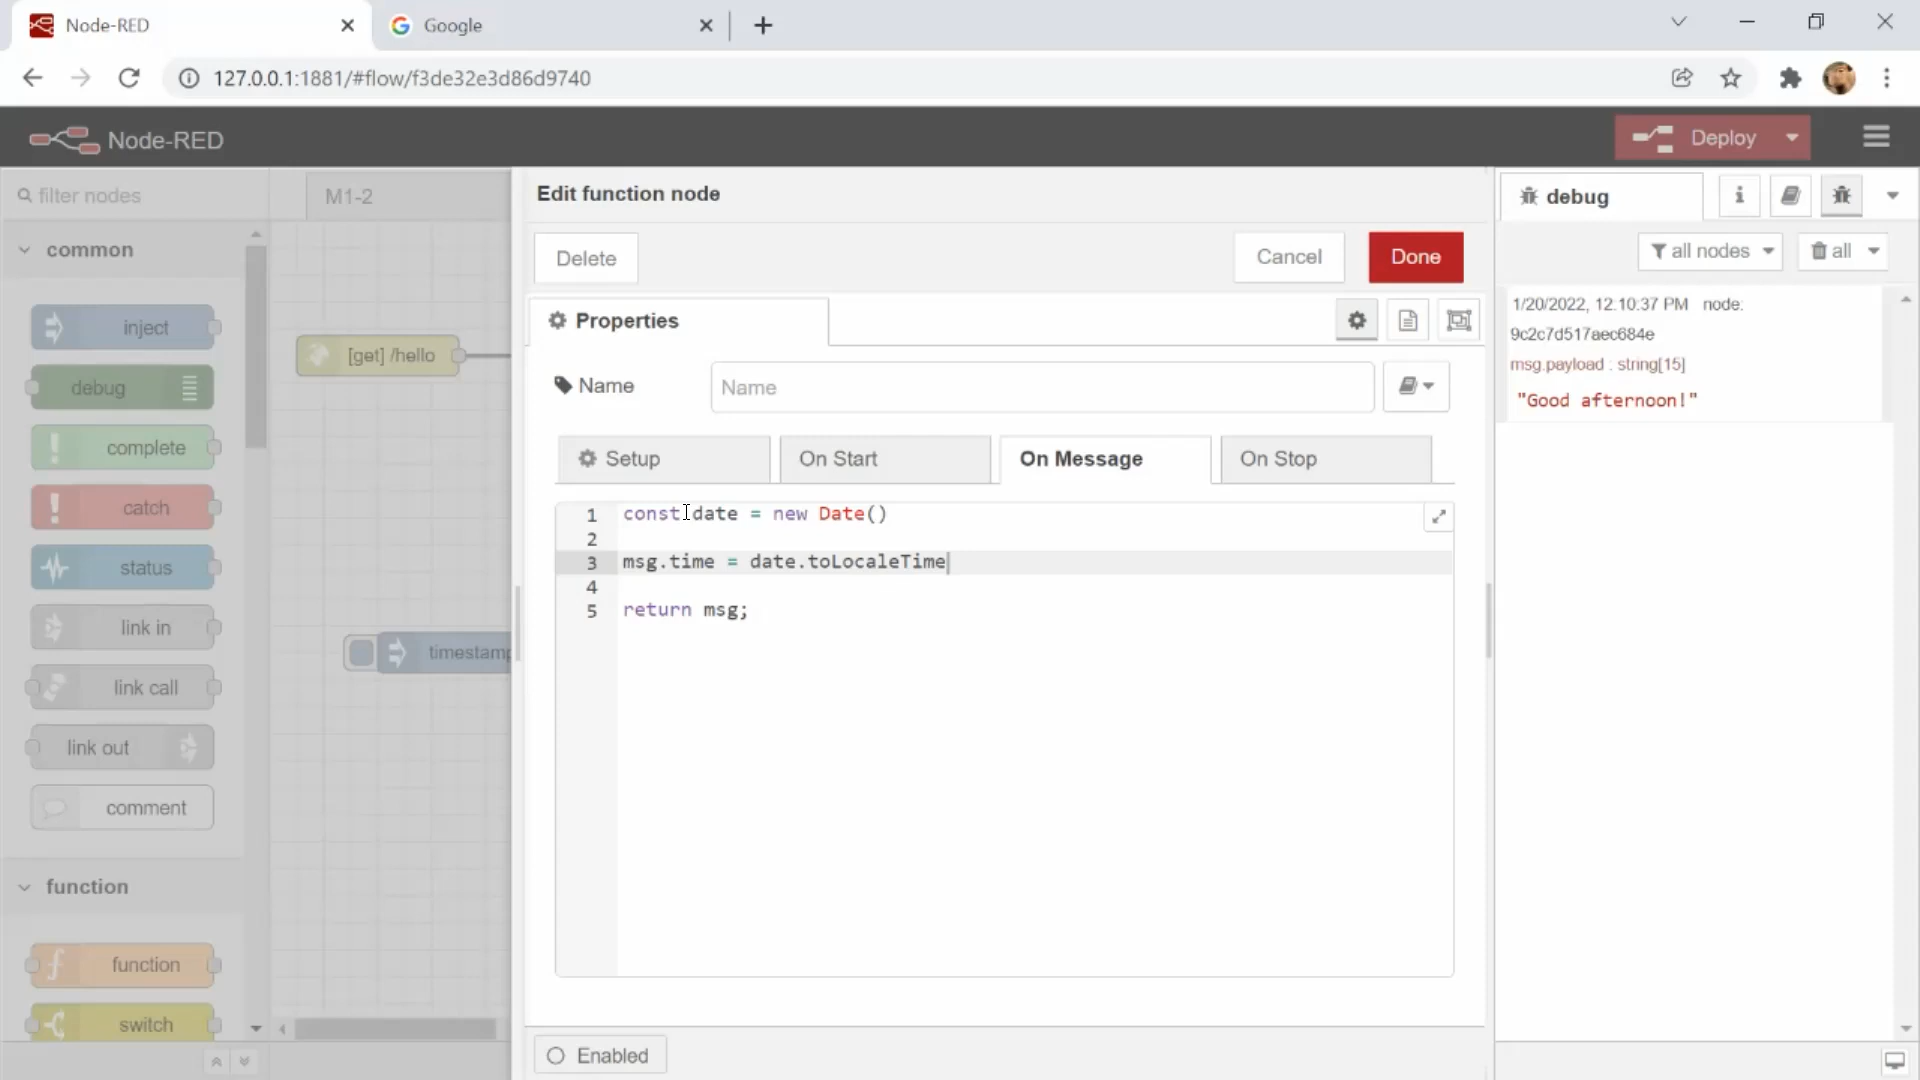 Node-RED
Google
127.0.0.1:1881/#flow/f3de32e3d86d9740
Node-RED
Deploy
filter nodes
M1-2
Edit function node
debug
Delete
Cancel
Done
all nodes
all
common
inject
debug
complete
catch
status
link in
link call
link out
comment
function
function
switch
[get] /hello
timestamp
Properties
Name
Name
Setup
On Start
On Message
On Stop
1 const date = new Date()
2
3 msg.time = date.toLocaleTime
4
5 return msg;
Enabled
1/20/2022, 12:10:37 PM node:
9c2c7d517aec684e
msg.payload : string[15]
"Good afternoon!"